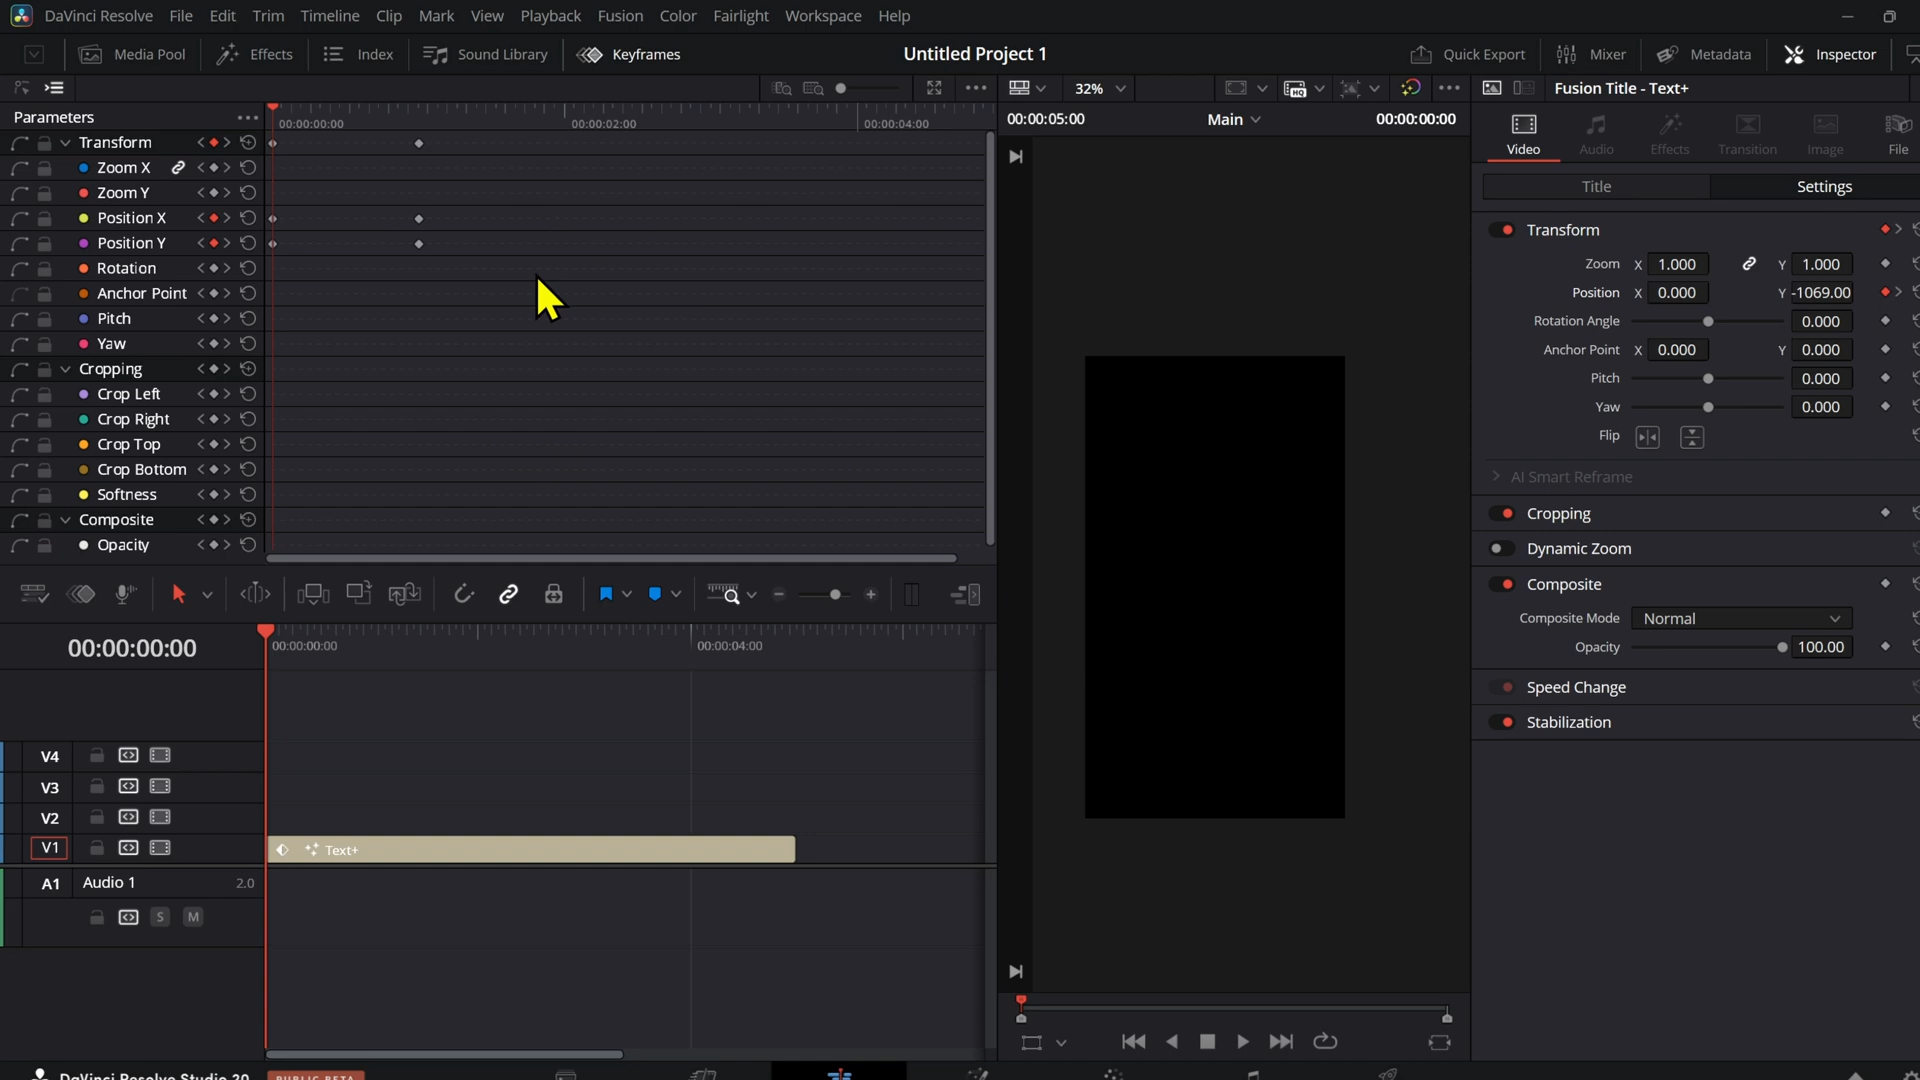 DaVinci Resolve File Edit Trim Timeline Clip Mark View Playback Fusion Color Fairlight Workspace Help
Media Pool Effects Index Sound Library Keyframes Untitled Project 1 Quick Export Mixer Metadata Inspector
32% Fusion Title - Text+
Parameters 00:00:00:00 00:00:02:00 00:00:04:00
00:00:05:00 Main 00:00:00:00
Video Audio Effects Transition Image File
Title Settings
Transform
Zoom X
Zoom Y
Position X
Position Y
Rotation
Anchor Point
Pitch
Yaw
Cropping
Crop Left
Crop Right
Crop Top
Crop Bottom
Softness
Composite
Opacity
Transform
Zoom X 1.000 Y 1.000
Position X 0.000 Y -1069.00
Rotation Angle 0.000
Anchor Point X 0.000 Y 0.000
Pitch 0.000
Yaw 0.000
Flip
AI Smart Reframe
Cropping
Dynamic Zoom
Composite
Composite Mode Normal
Opacity 100.00
Speed Change
Stabilization
00:00:00:00 00:00:00:00 00:00:04:00
V4
V3
V2
V1 Text+
A1 Audio 1 2.0
S M
DaVinci Resolve Studio 20 PUBLIC BETA